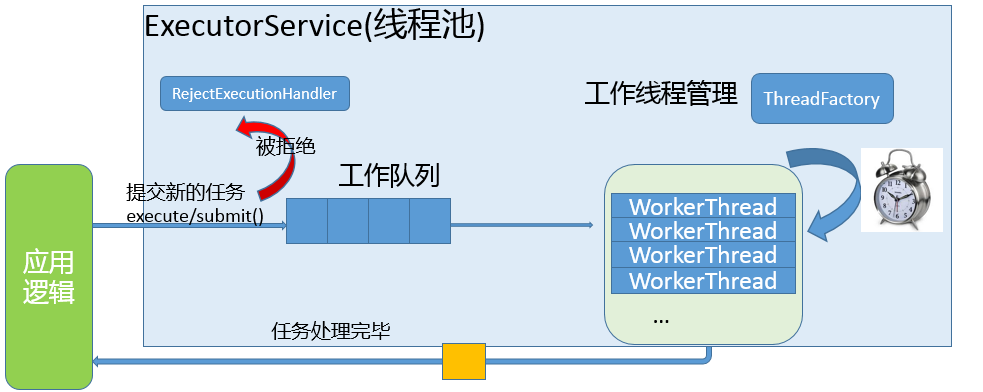 ExecutorService(线程池)
RejectExecutionHandler
工作线程管理
ThreadFactory
被拒绝
工作队列
提交新的任务
execute/submit()
WorkerThread
WorkerThread
WorkerThread
WorkerThread
...
应用
逻辑
任务处理完毕